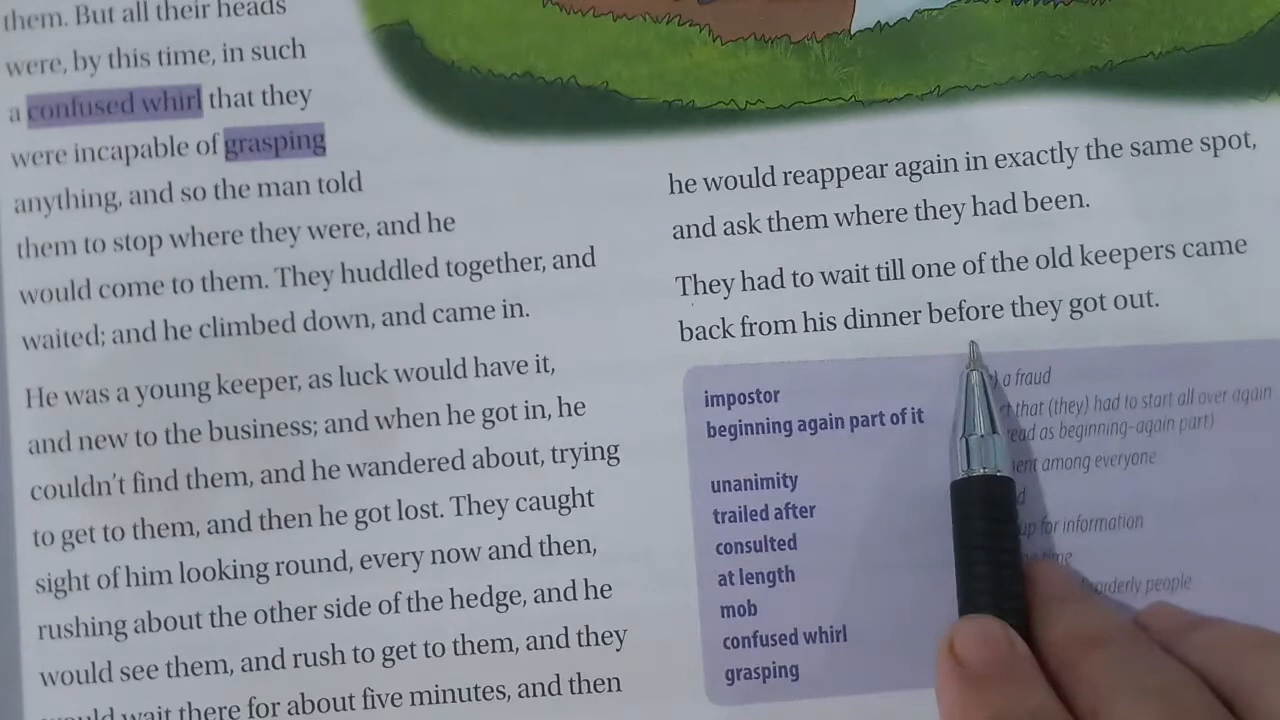 them. But all their heads
were, by this time, in such
a confused whirl that they
were incapable of grasping
anything, and so the man told
them to stop where they were, and he
would come to them. They huddled together, and
waited; and he climbed down, and came in.
He was a young keeper, as luck would have it,
and new to the business; and when he got in, he
couldn't find them, and he wandered about, trying
to get to them, and then he got lost. They caught
sight of him looking round, every now and then,
rushing about the other side of the hedge, and he
would see them, and rush to get to them, and they
would wait there for about five minutes, and then
he would reappear again in exactly the same spot,
and ask them where they had been.
They had to wait till one of the old keepers came
back from his dinner before they got out.
impostor a fraud
beginning again part of it that (they) had to start all over again
as beginning-again part)
unanimity among everyone
trailed after
consulted up for information
at length time
mob people
confused whirl
grasping